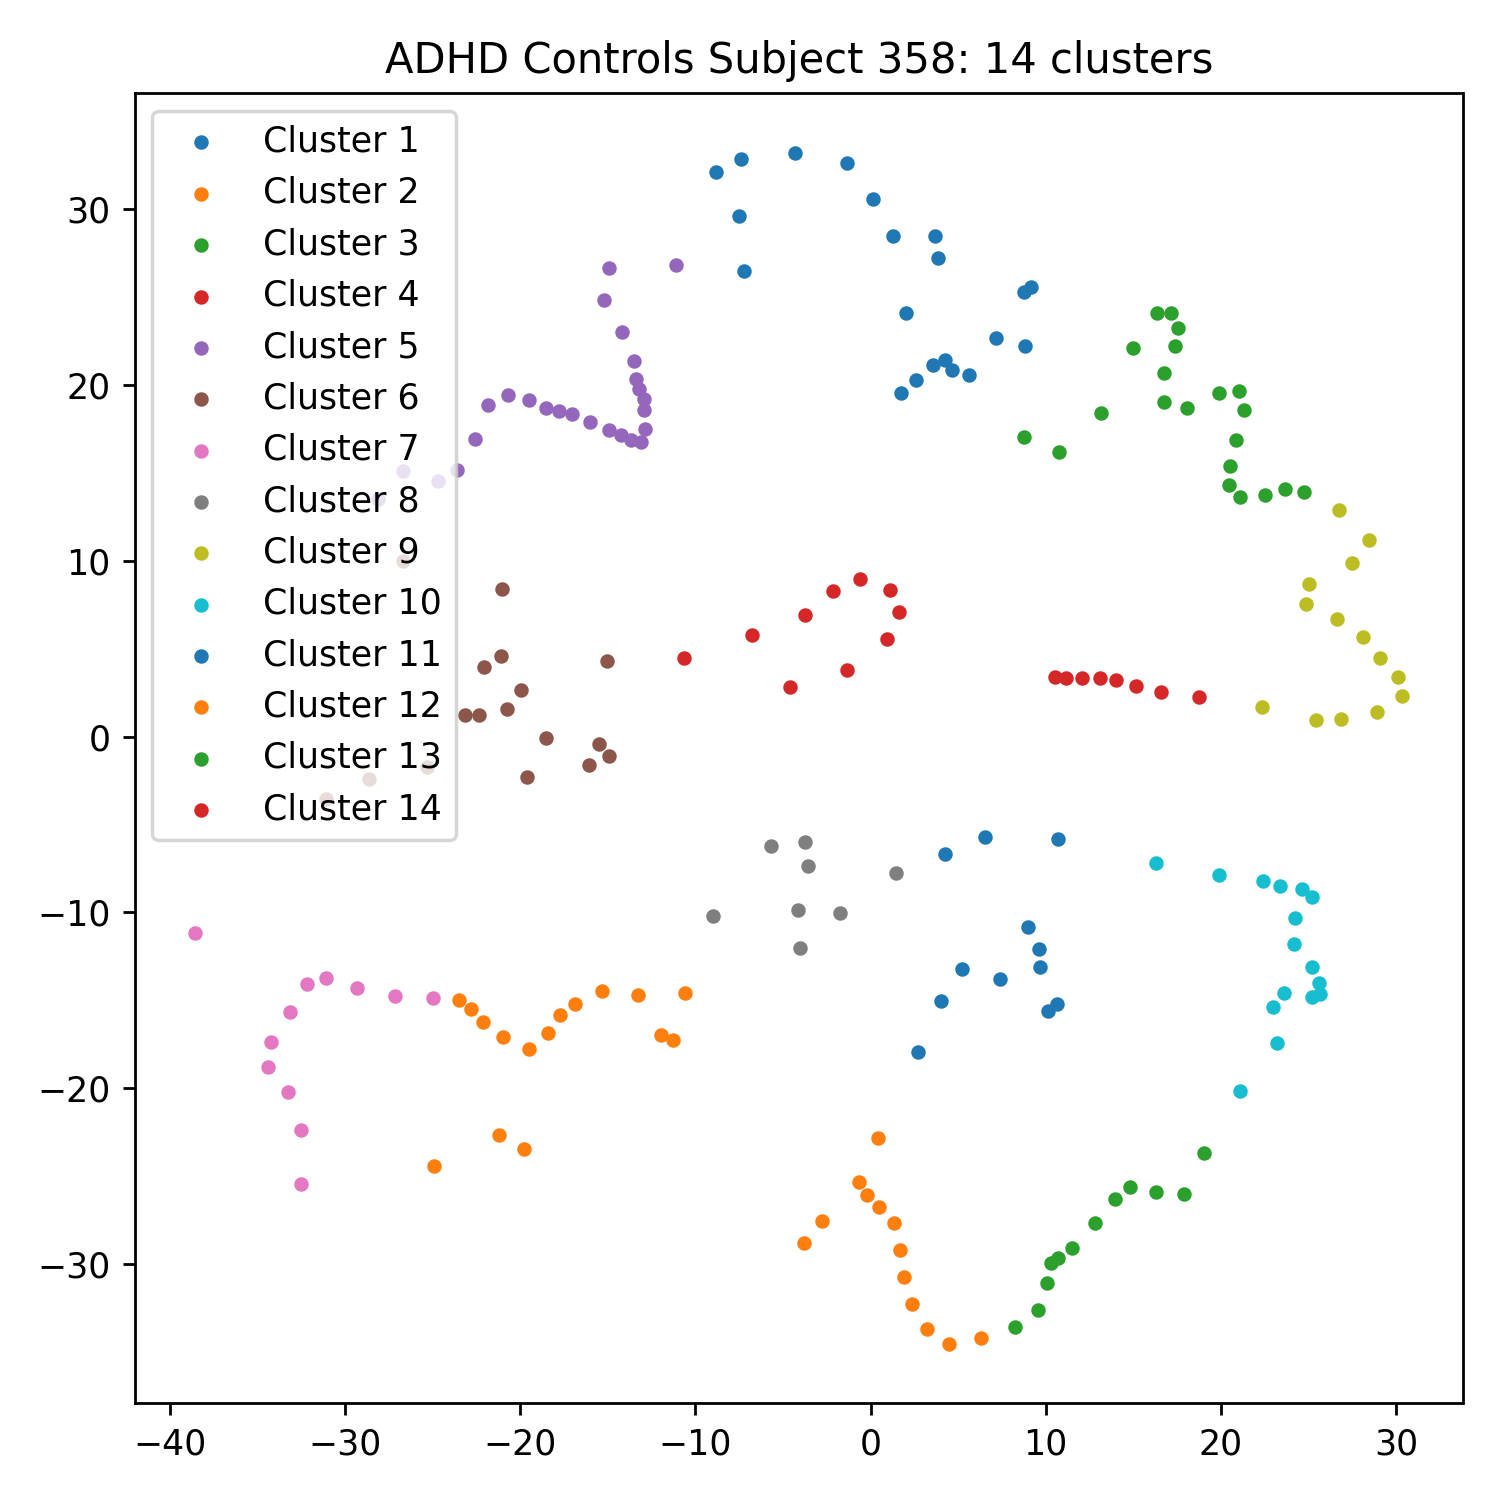 ADHD Controls Subject 358: 14 clusters
Cluster 1
Cluster 2
Cluster 3
Cluster 4
Cluster 5
Cluster 6
Cluster 7
Cluster 8
Cluster 9
Cluster 10
Cluster 11
Cluster 12
Cluster 13
Cluster 14
30
20
10
0
−10
−20
−30
−40 −30 −20 −10 0 10 20 30